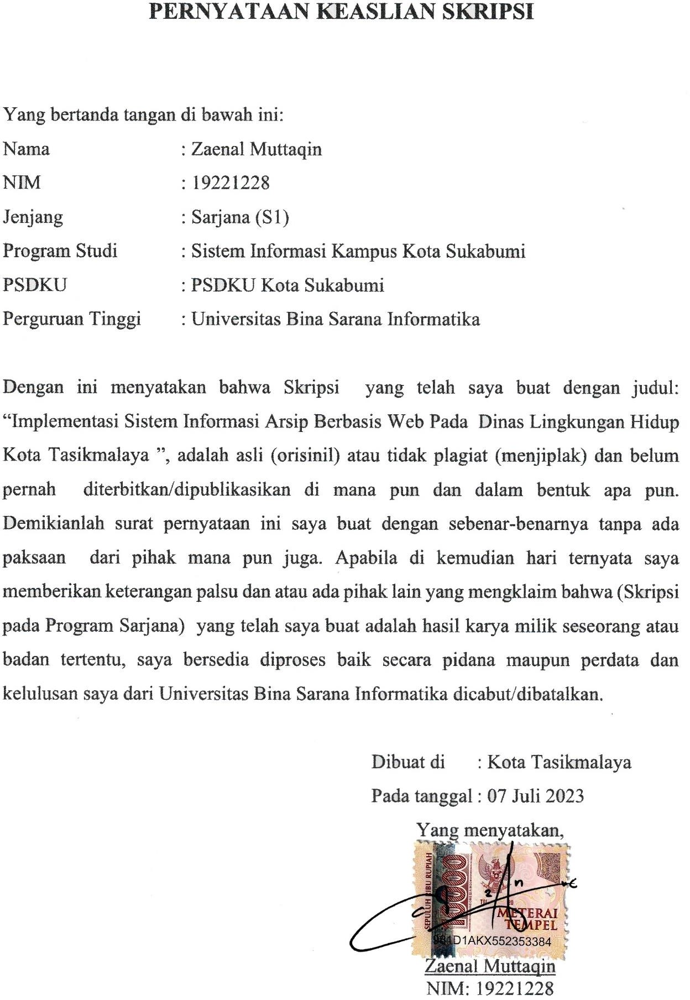 PERNYATAAN KEASLIAN SKRIPSI
Yang bertanda tangan di bawah ini:
Nama : Zaenal Muttaqin
NIM : 19221228
Jenjang : Sarjana (S1)
Program Studi : Sistem Informasi Kampus Kota Sukabumi
PSDKU : PSDKU Kota Sukabumi
Perguruan Tinggi : Universitas Bina Sarana Informatika
Dengan ini menyatakan bahwa Skripsi yang telah saya buat dengan judul:
“Implementasi Sistem Informasi Arsip Berbasis Web Pada Dinas Lingkungan Hidup
Kota Tasikmalaya ”, adalah asli (orisinil) atau tidak plagiat (menjiplak) dan belum
pernah diterbitkan/dipublikasikan di mana pun dan dalam bentuk apa pun.
Demikianlah surat pernyataan ini saya buat dengan sebenar-benarnya tanpa ada
paksaan dari pihak mana pun juga. Apabila di kemudian hari ternyata saya
memberikan keterangan palsu dan atau ada pihak lain yang mengklaim bahwa (Skripsi
pada Program Sarjana) yang telah saya buat adalah hasil karya milik seseorang atau
badan tertentu, saya bersedia diproses baik secara pidana maupun perdata dan
kelulusan saya dari Universitas Bina Sarana Informatika dicabut/dibatalkan.
Dibuat di : Kota Tasikmalaya
Pada tanggal : 07 Juli 2023
Yang menyatakan,
SEPULUH RIBU RUPIAH
10000
TGL 20
METERAI
TEMPEL
981D1AKX552353384
Zaenal Muttaqin
NIM: 19221228